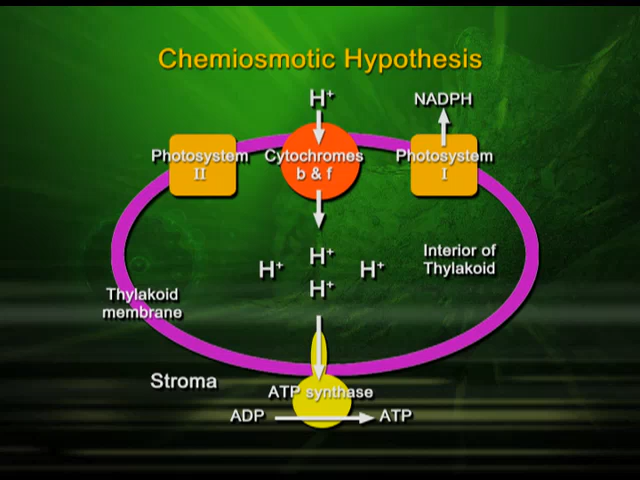 Chemiosmotic Hypothesis
H⁺
NADPH
Photosystem
II
Cytochromes
b & f
Photosystem
I
H⁺
H⁺
H⁺
H⁺
Interior of
Thylakoid
Thylakoid
membrane
Stroma
ATP synthase
ADP
ATP